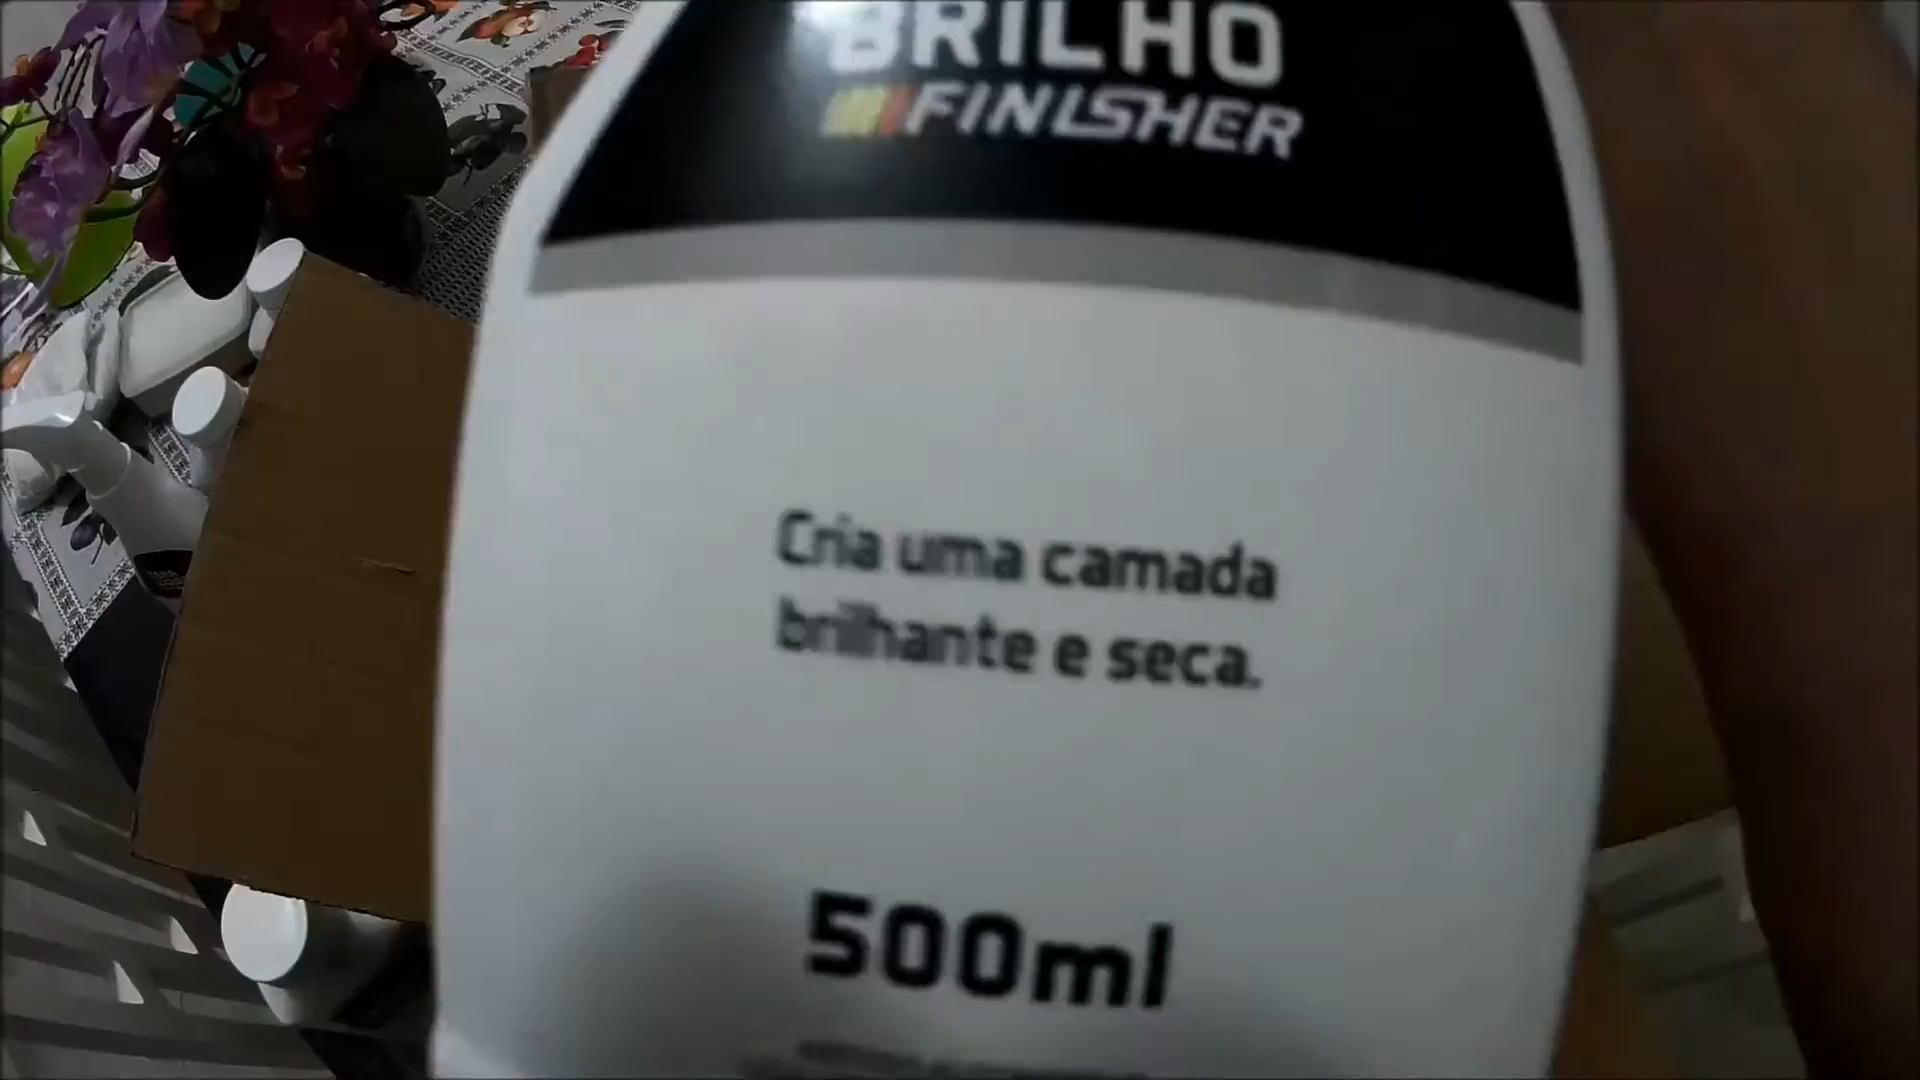 BRILHO
FINISHER
Cria uma camada
brilhante e seca.
500ml